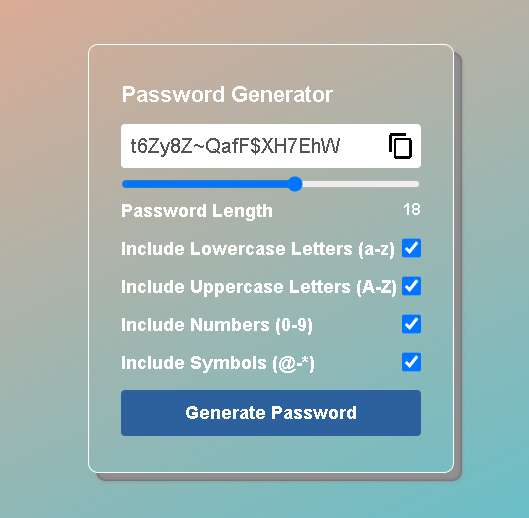 Password Generator
t6Zy8Z~QafF$XH7EhW
Password Length 18
Include Lowercase Letters (a-z)
Include Uppercase Letters (A-Z)
Include Numbers (0-9)
Include Symbols (@-*)
Generate Password